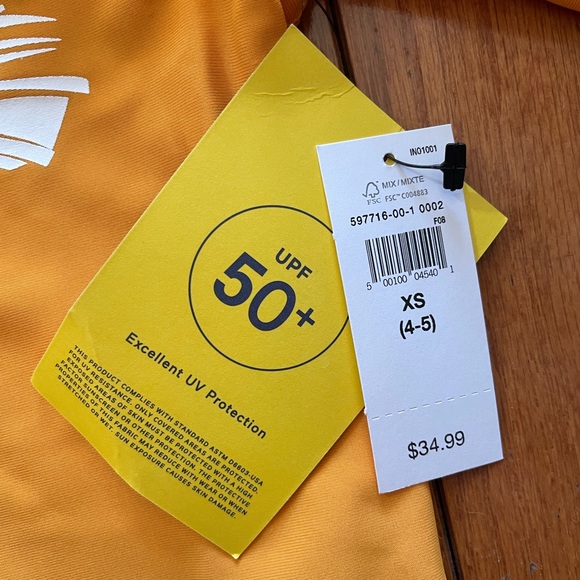 UPF
50+
Excellent UV Protection
THIS PRODUCT COMPLIES WITH STANDARD ASTM D6603-USA
FOR UV RESISTANCE. ONLY COVERED AREAS ARE PROTECTED.
EXPOSED AREAS OF SKIN MUST BE PROTECTED WITH A HIGH
FACTOR SUNSCREEN OR OTHER PROTECTION. THE PROTECTIVE
PROPERTIES OF THIS FABRIC MAY REDUCE WITH WEAR OR WHEN
STRETCHED OR WET. SUN EXPOSURE CAUSES SKIN DAMAGE.
INO1001
MIX / MIXTE
FSC FSC™ C004883
597716-00-1 0002
F08
5 00100 04540 1
XS
(4-5)
$34.99